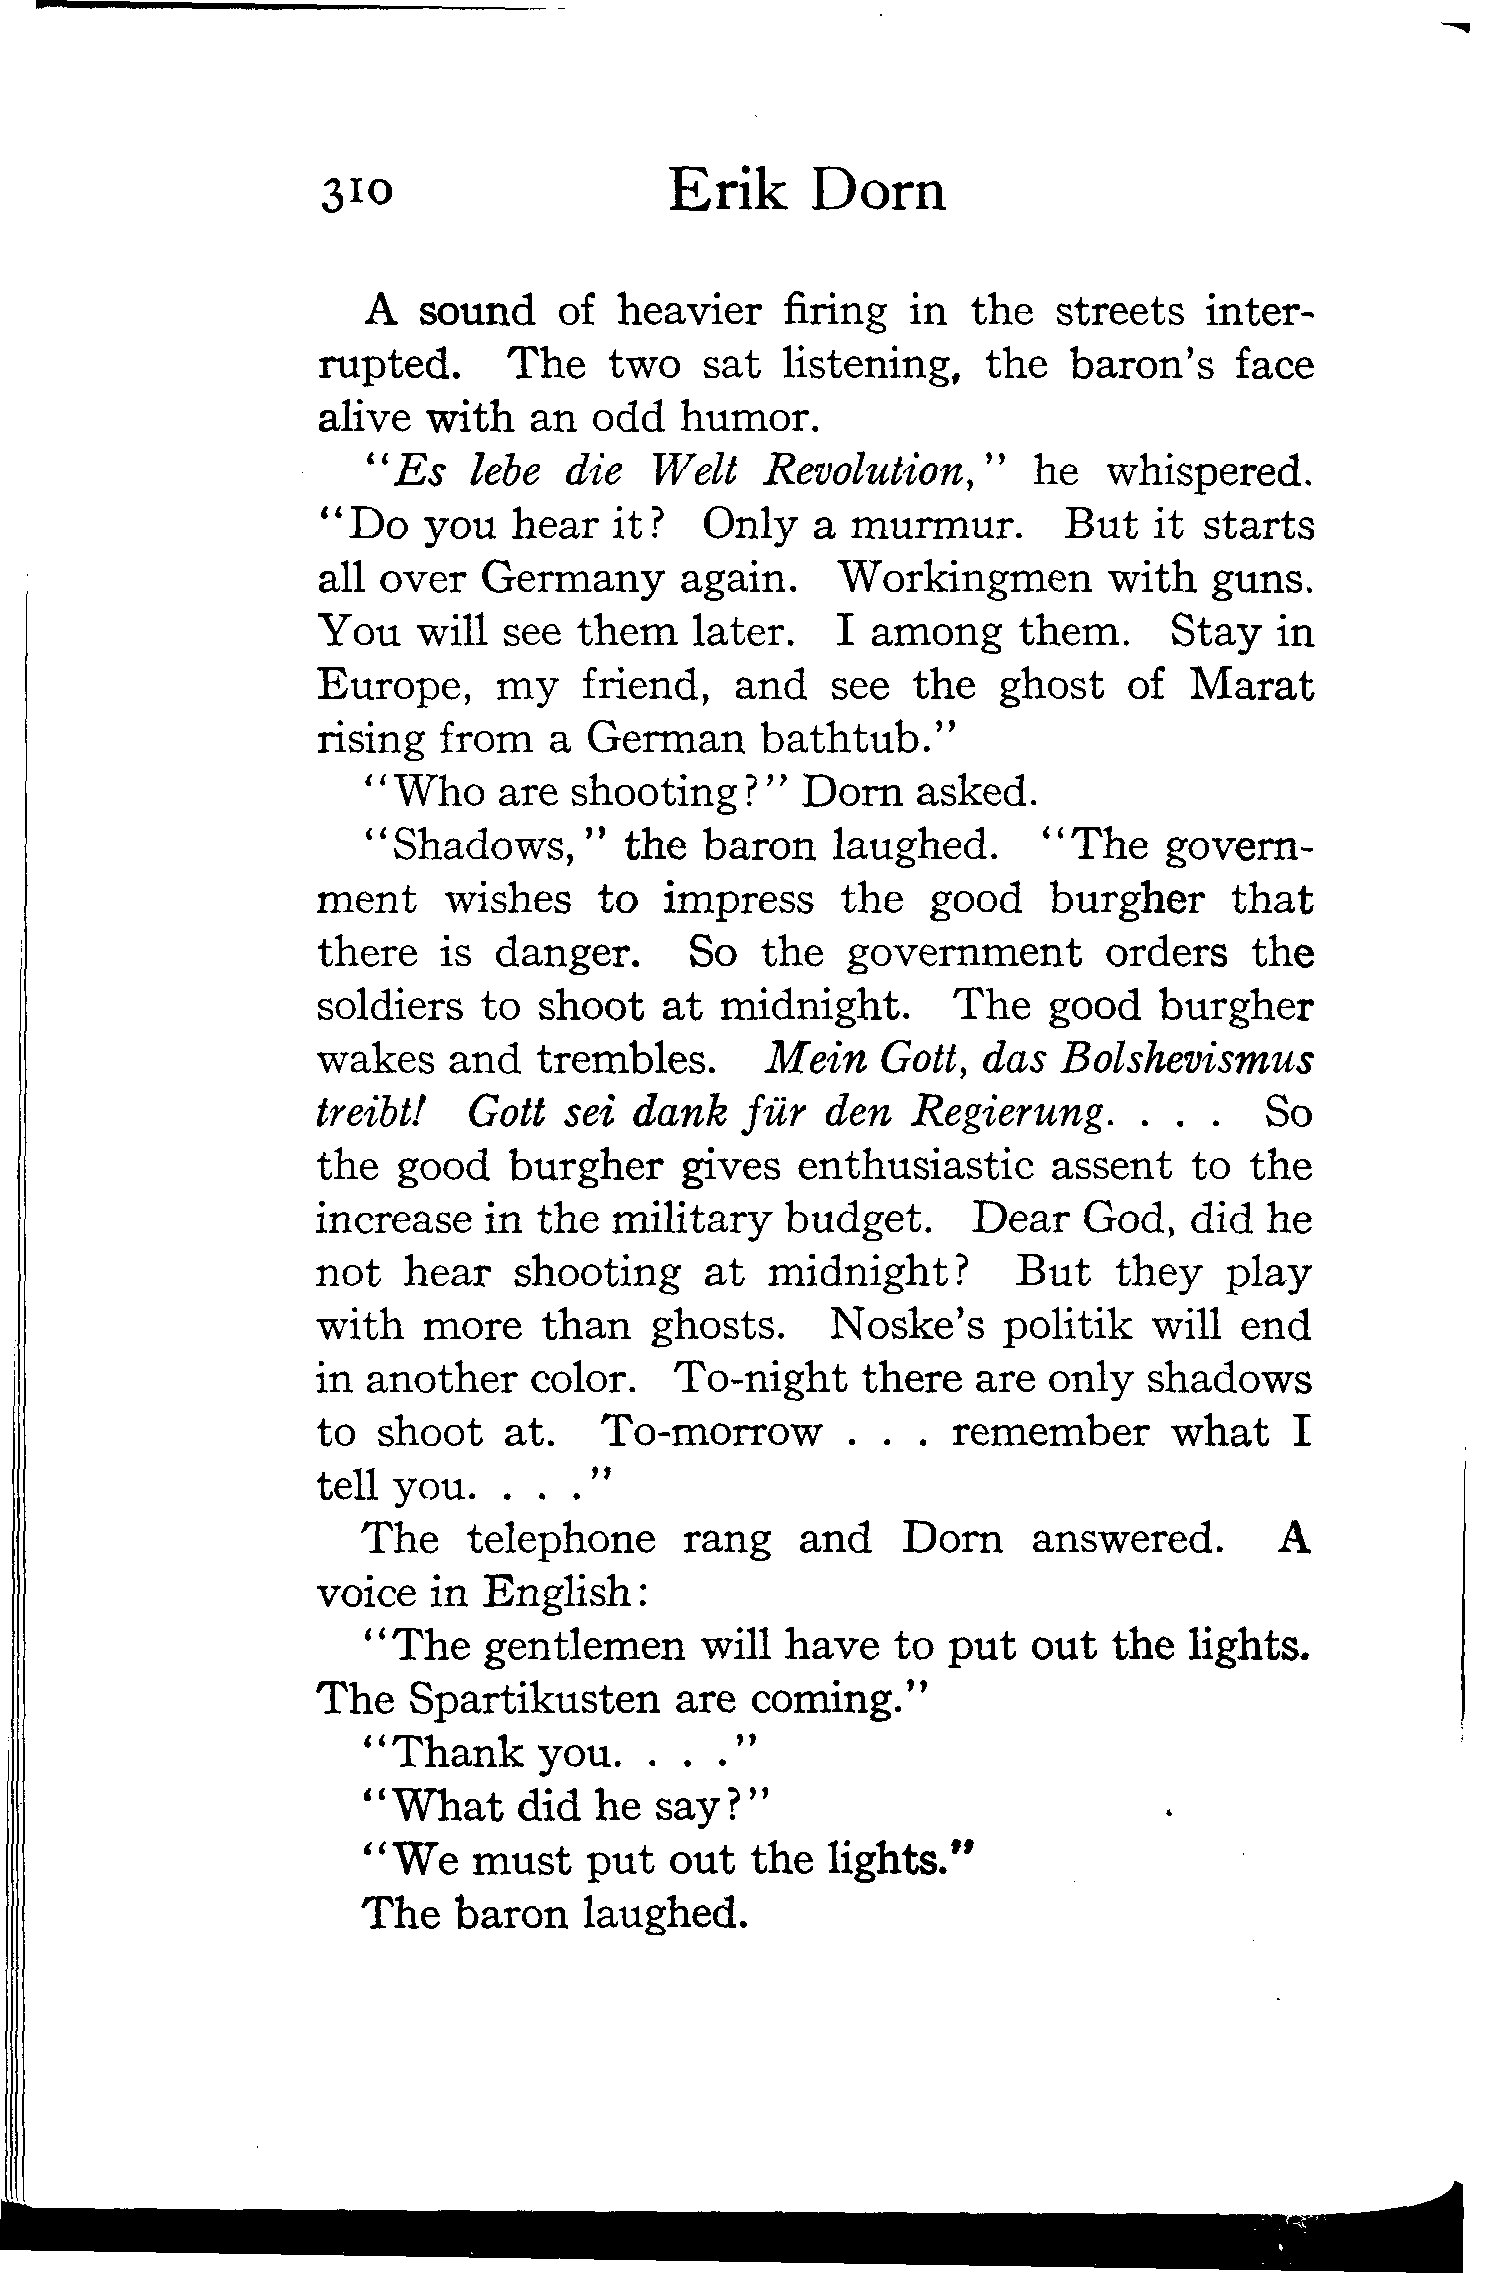 310 Erik Dorn
A sound of heavier firing in the streets inter-
rupted. The two sat listening, the baron's face
alive with an odd humor.
"Es lebe die Welt Revolution," he whispered.
"Do you hear it? Only a murmur. But it starts
all over Germany again. Workingmen with guns.
You will see them later. I among them. Stay in
Europe, my friend, and see the ghost of Marat
rising from a German bathtub."
"Who are shooting?" Dorn asked.
"Shadows," the baron laughed. "The govern-
ment wishes to impress the good burgher that
there is danger. So the government orders the
soldiers to shoot at midnight. The good burgher
wakes and trembles. Mein Gott, das Bolshevismus
treibt! Gott sei dank für den Regierung. . . . So
the good burgher gives enthusiastic assent to the
increase in the military budget. Dear God, did he
not hear shooting at midnight? But they play
with more than ghosts. Noske's politik will end
in another color. To-night there are only shadows
to shoot at. To-morrow . . . remember what I
tell you. . . ."
The telephone rang and Dorn answered. A
voice in English:
"The gentlemen will have to put out the lights.
The Spartikusten are coming."
"Thank you. . . ."
"What did he say?"
"We must put out the lights."
The baron laughed.